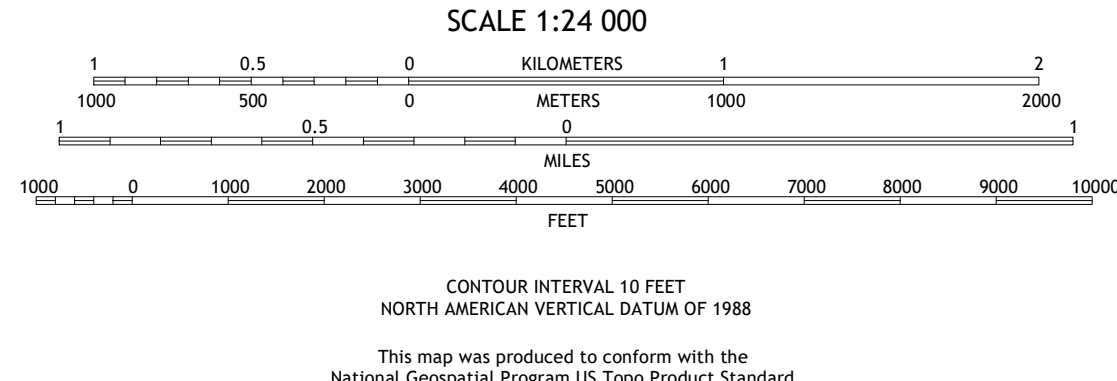 SCALE 1:24 000
1 0.5 0 KILOMETERS 1 2
1000 500 0 METERS 1000 2000
1 0.5 0 1
MILES
1000 0 1000 2000 3000 4000 5000 6000 7000 8000 9000 10000
FEET
CONTOUR INTERVAL 10 FEET
NORTH AMERICAN VERTICAL DATUM OF 1988
This map was produced to conform with the
National Geospatial Program US Topo Product Standard